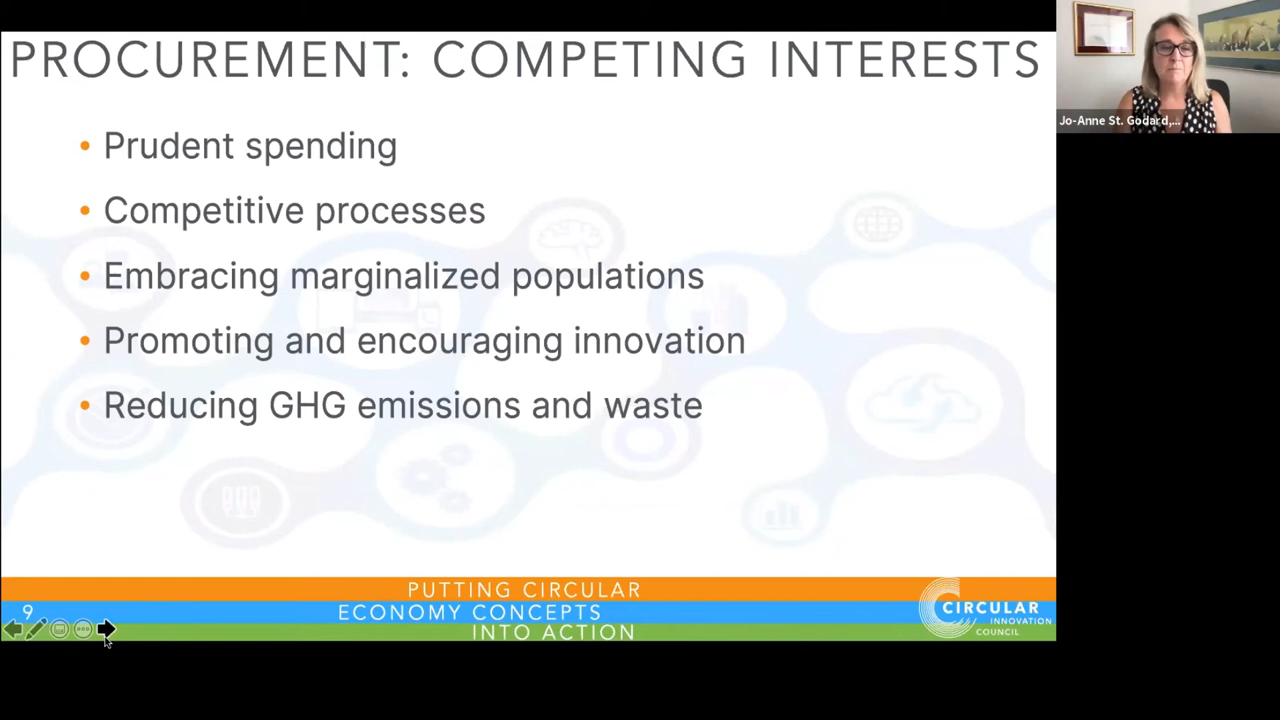 PROCUREMENT: COMPETING INTERESTS
Jo-Anne St. Godard,...
• Prudent spending
• Competitive processes
• Embracing marginalized populations
• Promoting and encouraging innovation
• Reducing GHG emissions and waste
PUTTING CIRCULAR
ECONOMY CONCEPTS
INTO ACTION
9
CIRCULAR
INNOVATION
COUNCIL